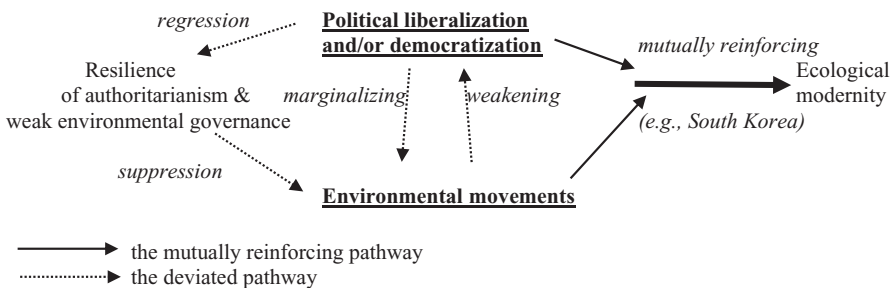 regression
Political liberalization
and/or democratization
mutually reinforcing
Resilience
of authoritarianism &
weak environmental governance
marginalizing
weakening
Ecological
modernity
(e.g., South Korea)
suppression
Environmental movements
the mutually reinforcing pathway
the deviated pathway